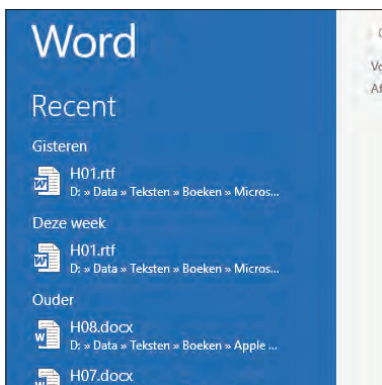 Word
Recent
Gisteren
H01.rtf
D: » Data » Teksten » Boeken » Micros...
Deze week
H01.rtf
D: » Data » Teksten » Boeken » Micros...
Ouder
H08.docx
D: » Data » Teksten » Boeken » Apple ...
H07.docx